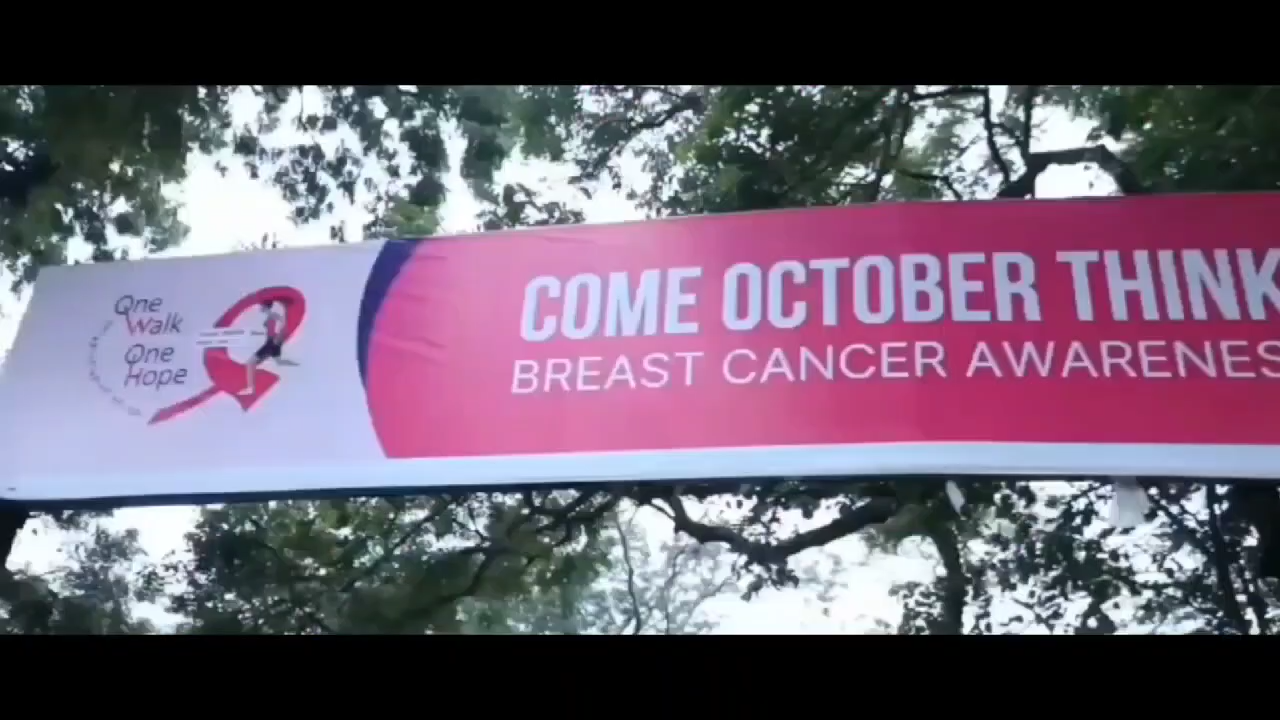 One
Walk
One
Hope
COME OCTOBER THINK
BREAST CANCER AWARENES